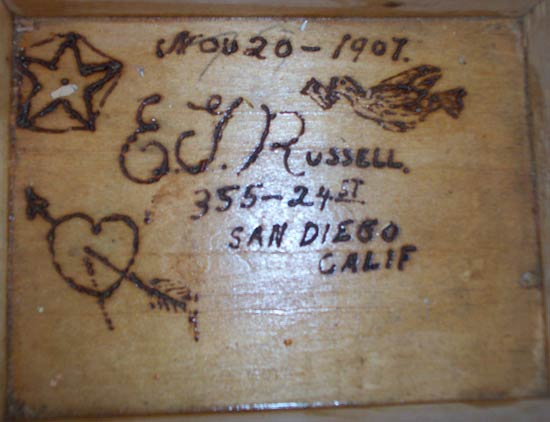 NOV 20-1907.
E.J. RUSSELL.
355-24ST
SAN DIEGO
CALIF